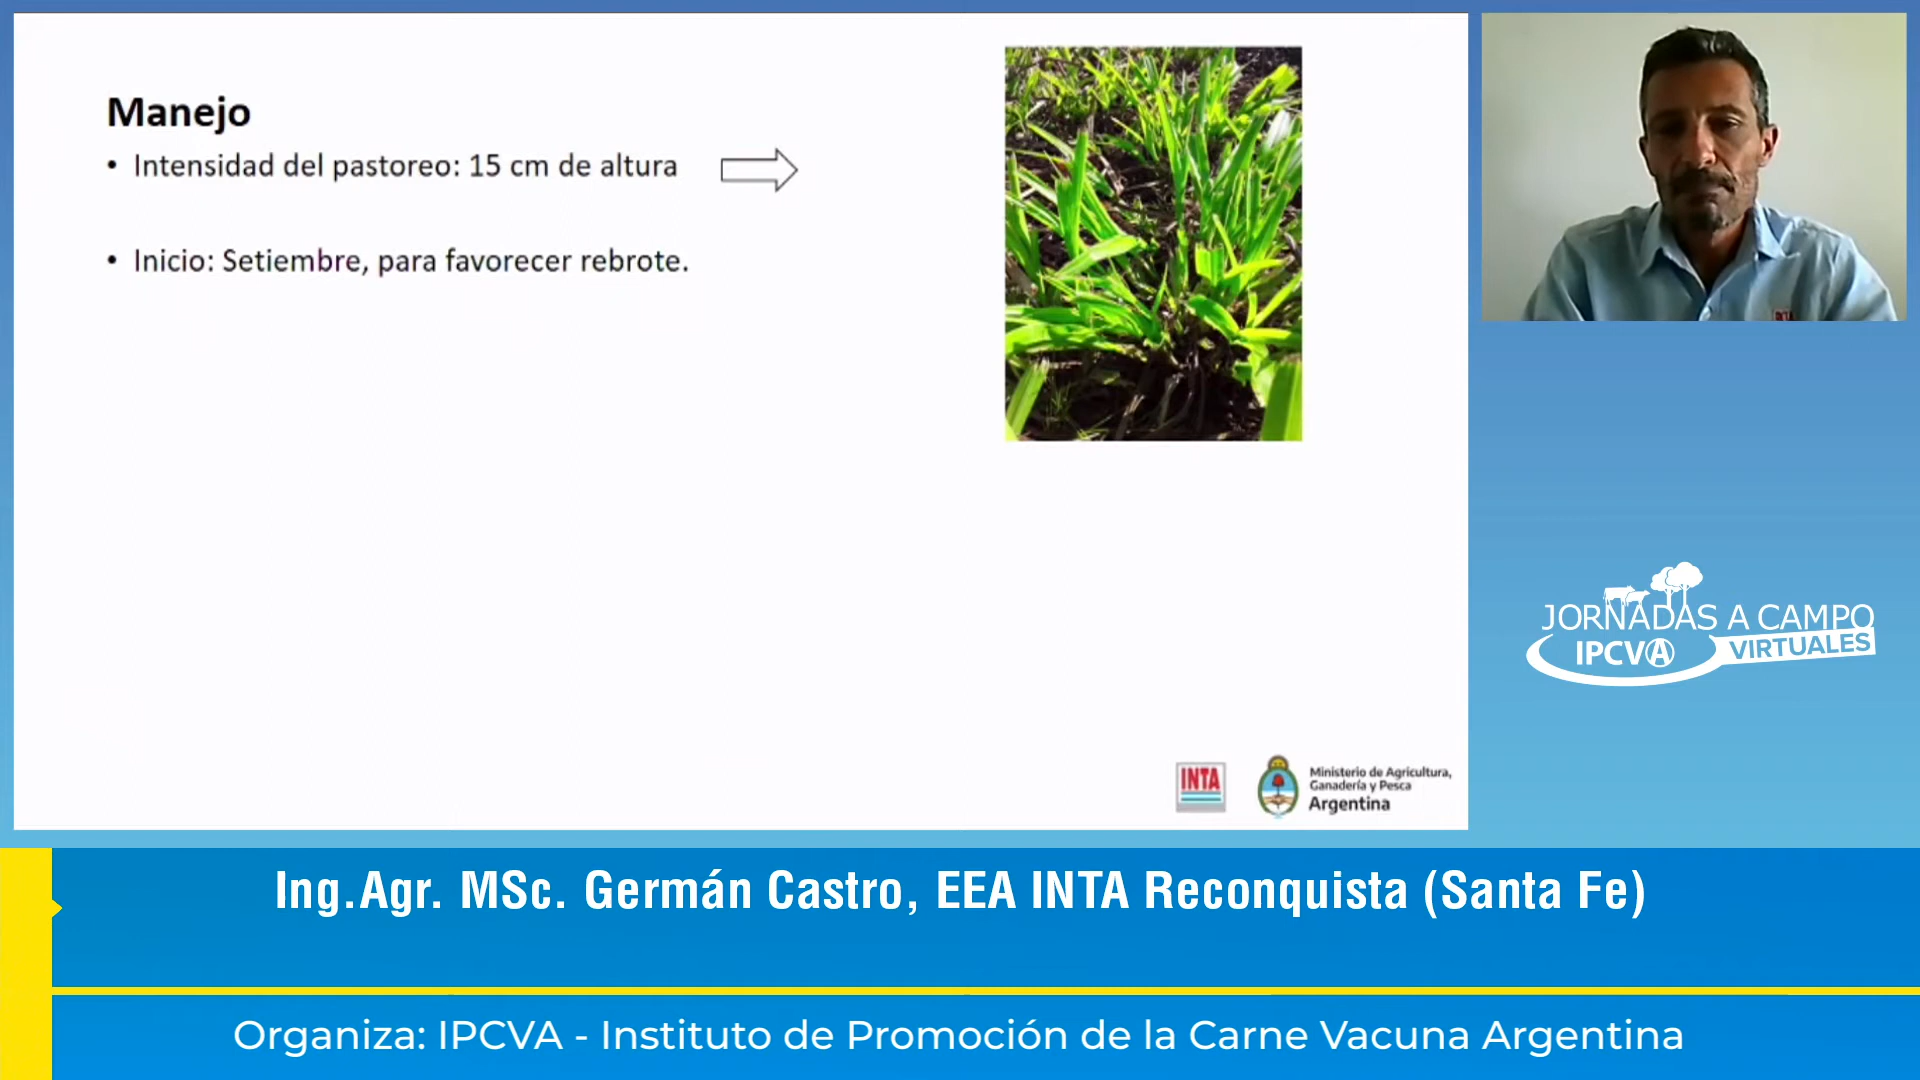 Manejo
• Intensidad del pastoreo: 15 cm de altura
• Inicio: Setiembre, para favorecer rebrote.
INTA
Ministerio de Agricultura,
Ganadería y Pesca
Argentina
JORNADAS A CAMPO
IPCVA VIRTUALES
Ing.Agr. MSc. Germán Castro, EEA INTA Reconquista (Santa Fe)
Organiza: IPCVA - Instituto de Promoción de la Carne Vacuna Argentina